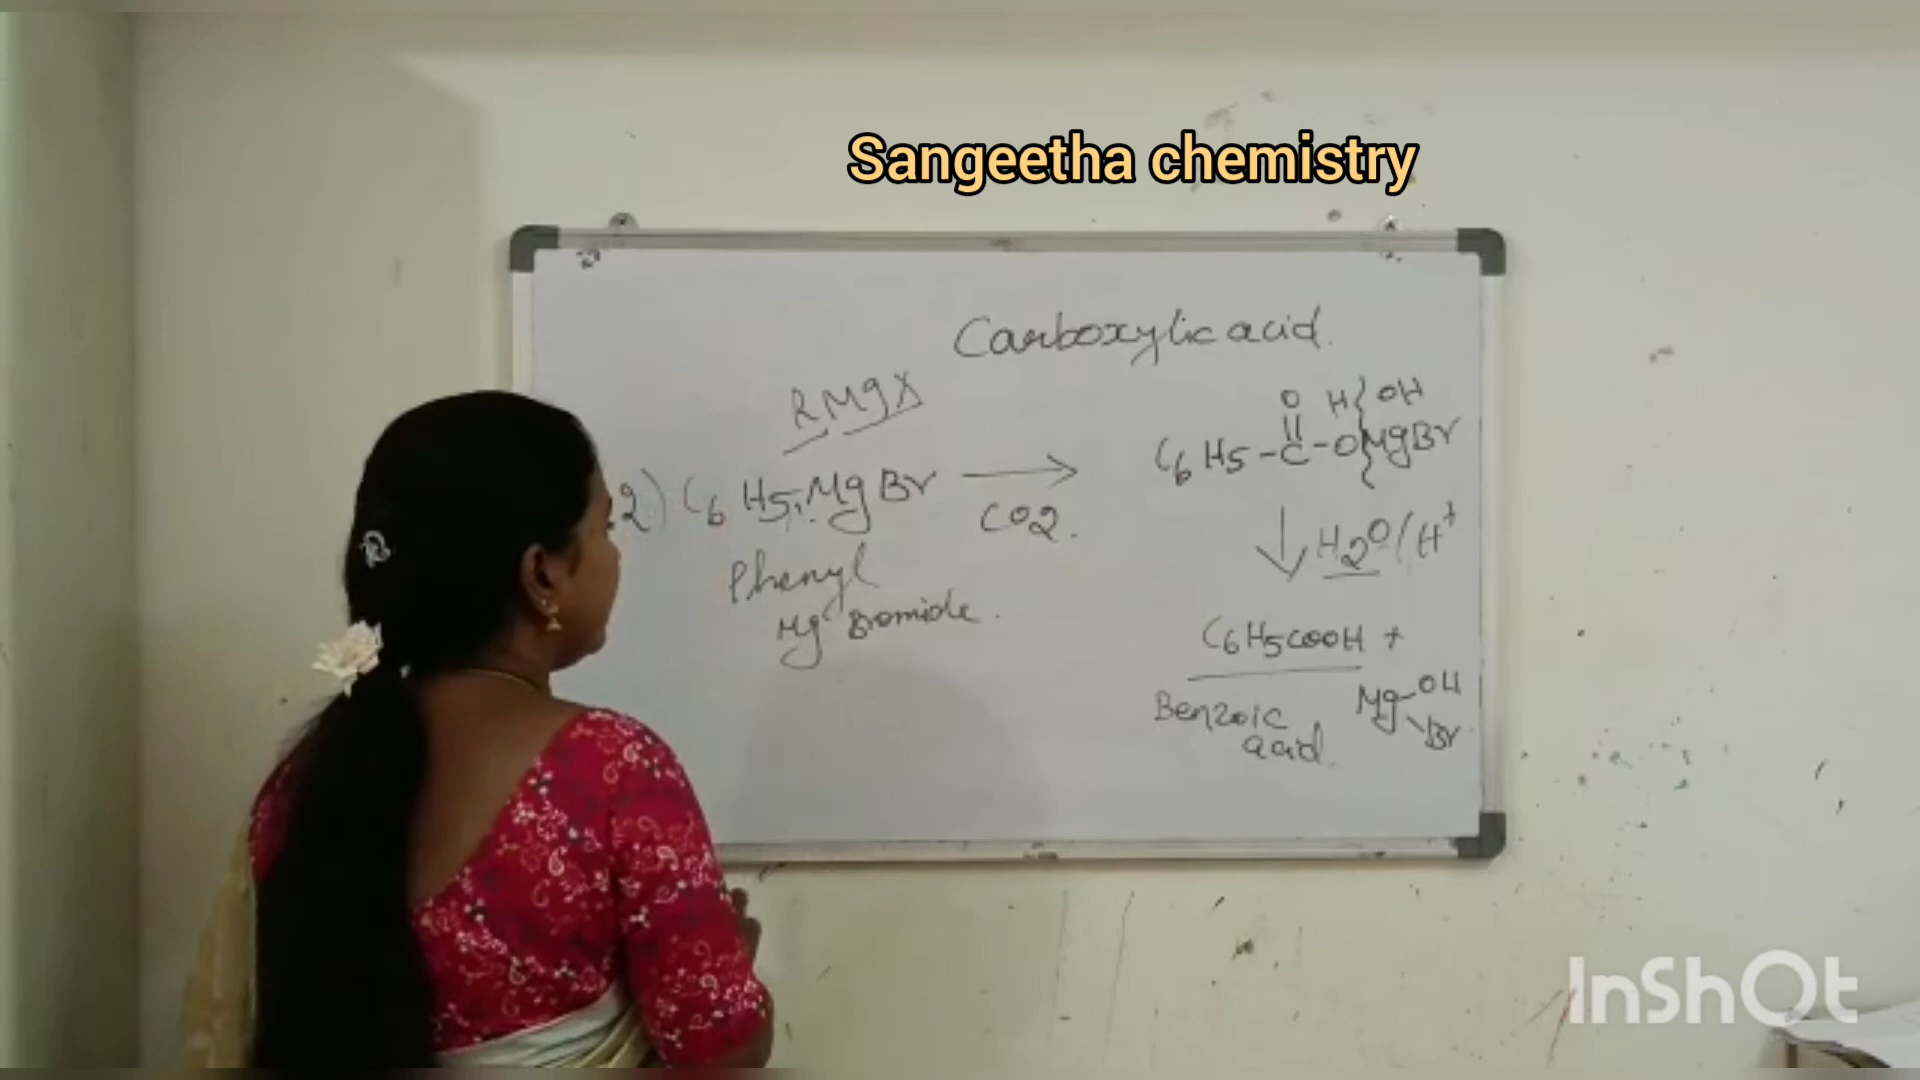 Sangeetha chemistry
Carboxylic acid.
RMgX
2) C6H5MgBr → CO2.
Phenyl
Mg Bromide.
O H OH
C6H5-C-OMgBr
↓ H2O/H+
C6H5COOH +
Benzoic
acid.
Mg-OH
Br
InShOt